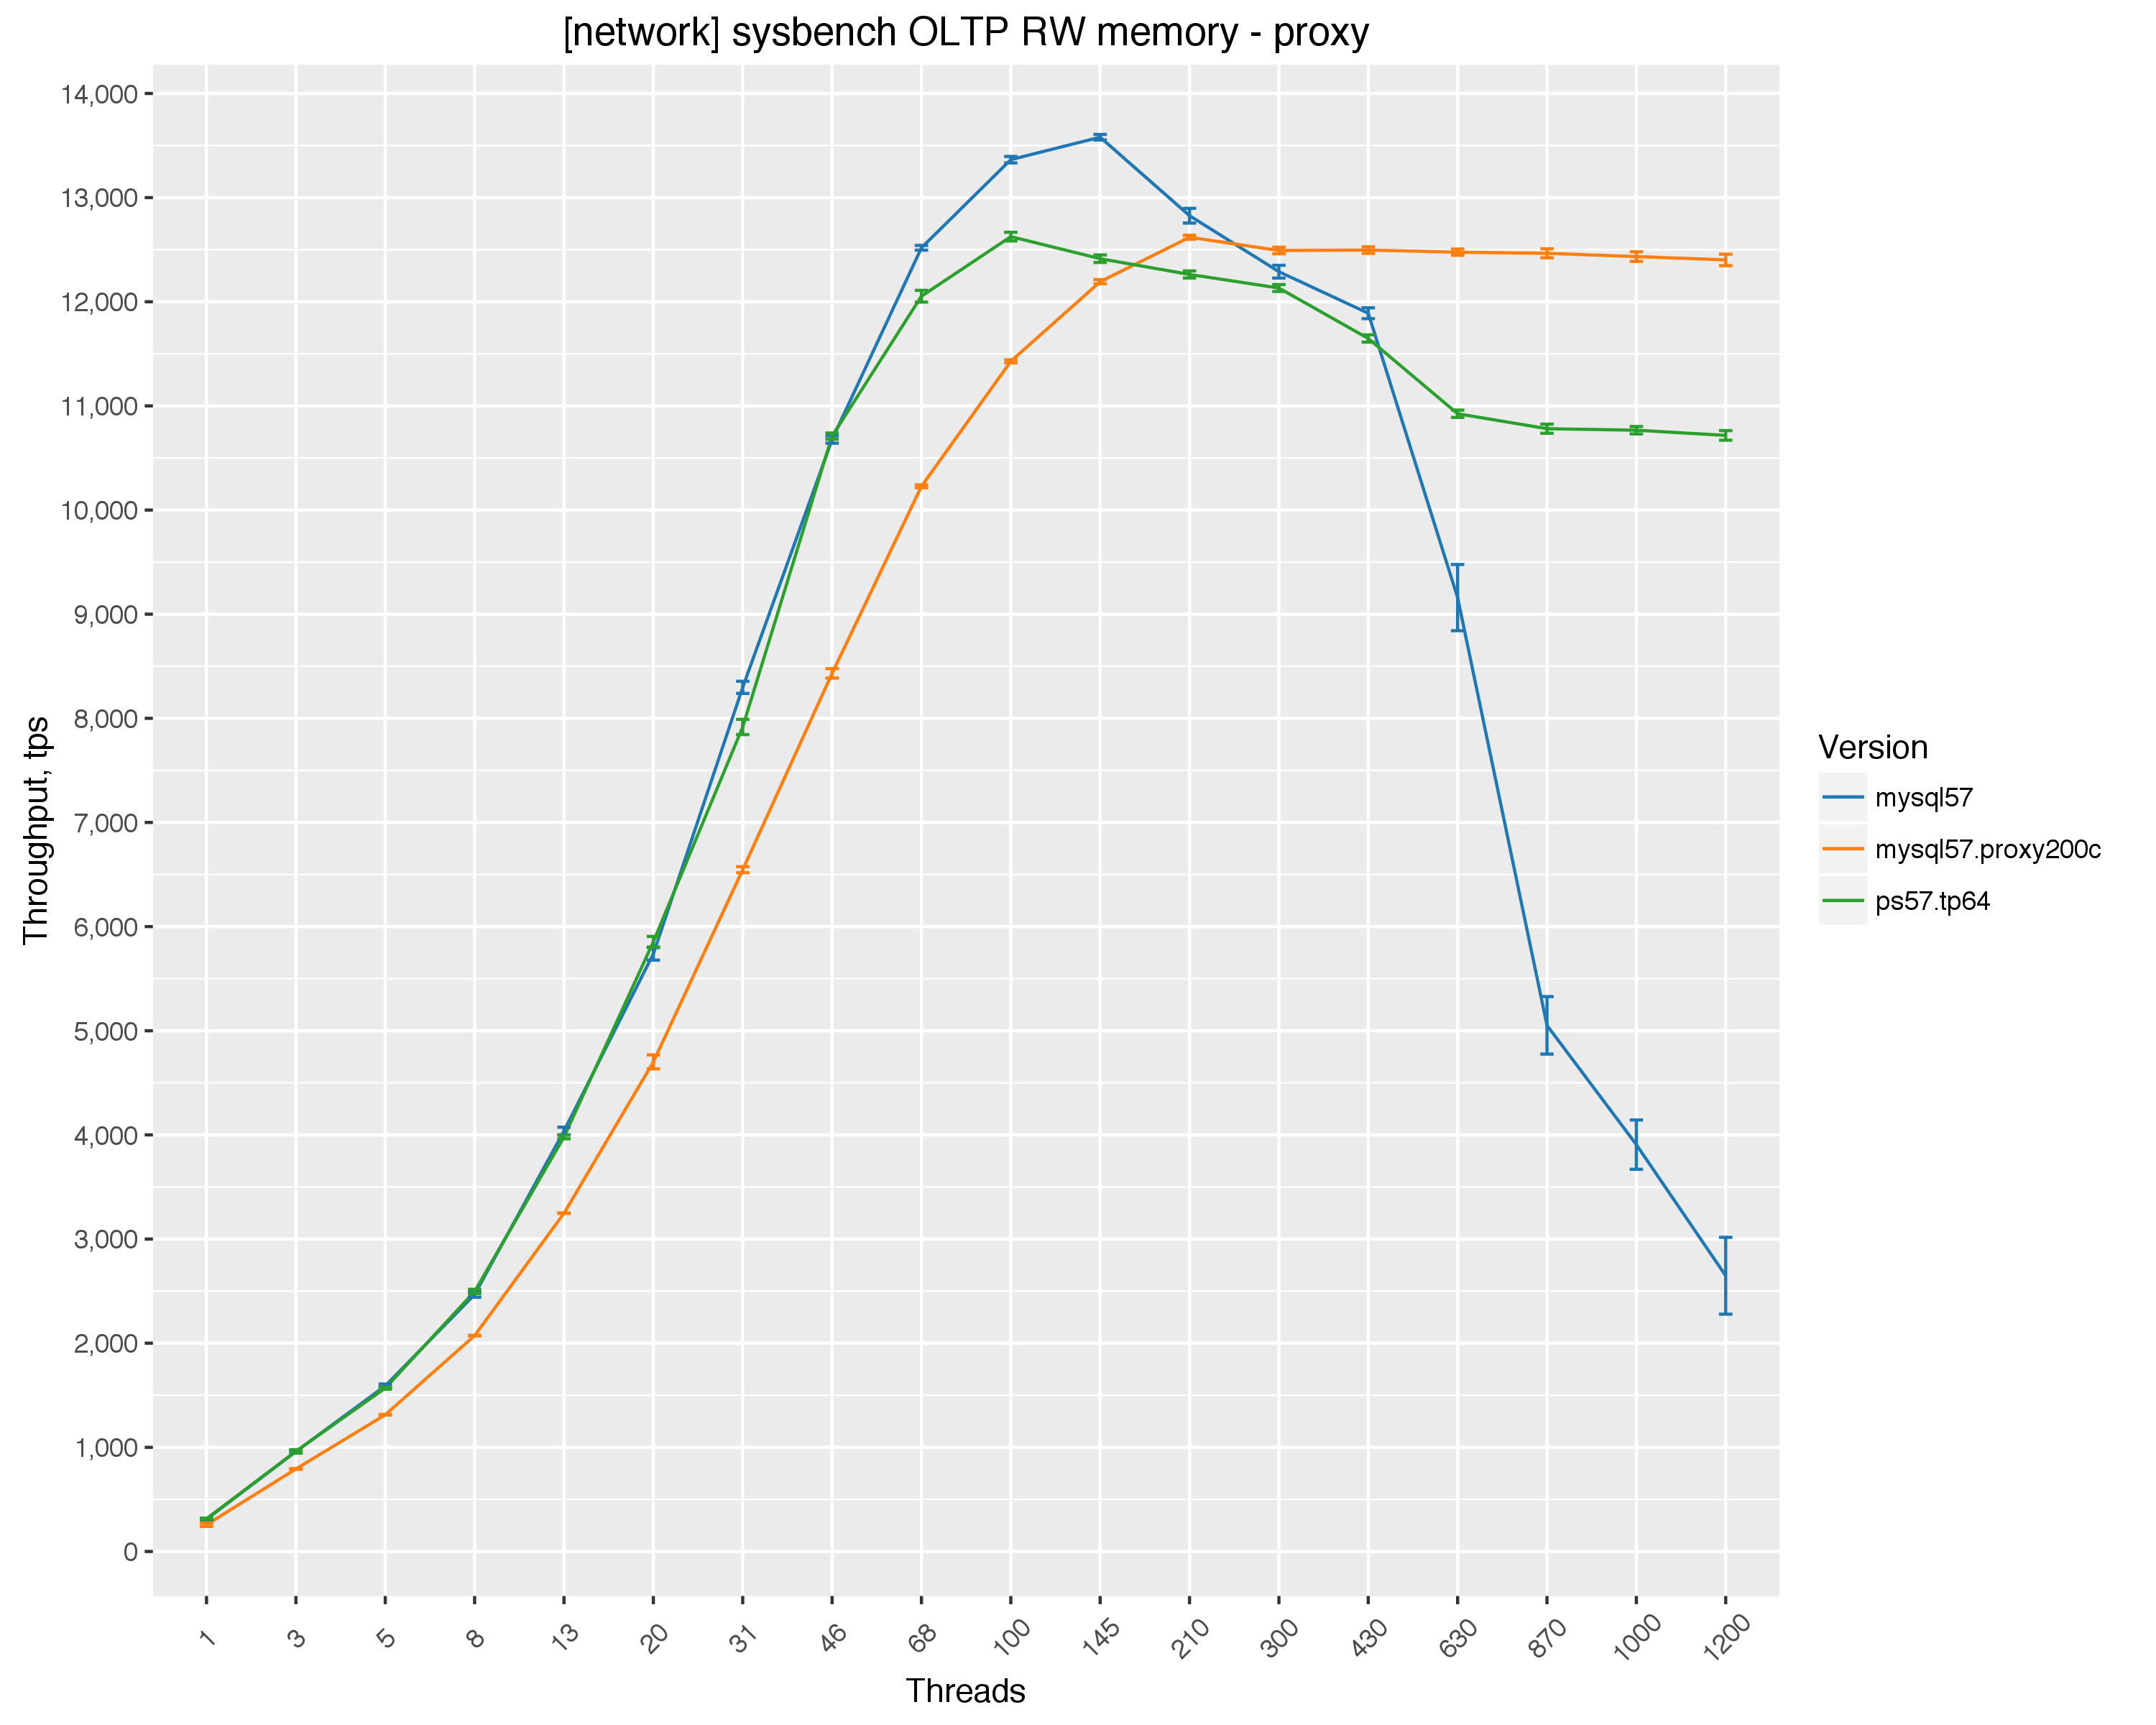 [network] sysbench OLTP RW memory - proxy
14,000
13,000
12,000
11,000
10,000
9,000
8,000
7,000
6,000
5,000
4,000
3,000
2,000
1,000
0
Throughput, tps
1 3 5 8 13 20 31 46 68 100 145 210 300 430 630 870 1000 1200
Threads
Version
mysql57
mysql57.proxy200c
ps57.tp64